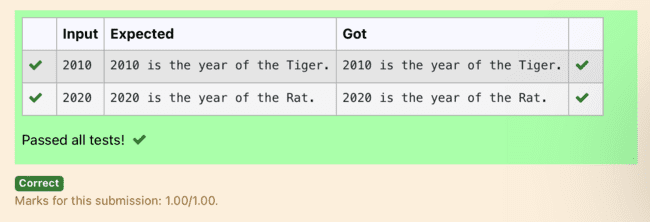 Input Expected Got
2010 2010 is the year of the Tiger. 2010 is the year of the Tiger.
2020 2020 is the year of the Rat. 2020 is the year of the Rat.
Passed all tests!
Correct
Marks for this submission: 1.00/1.00.